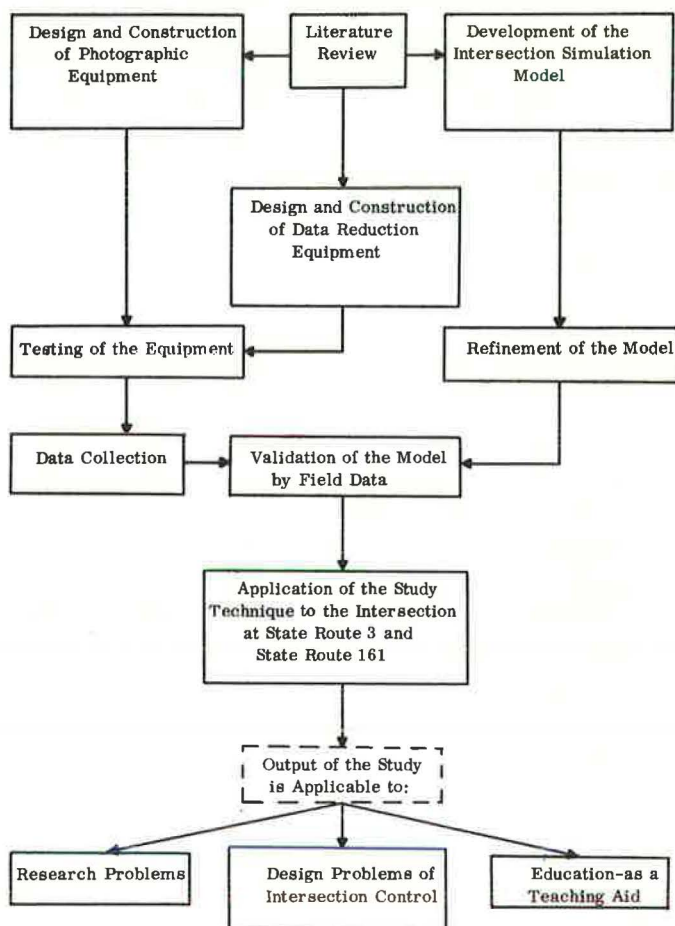 Design and Construction
of Photographic
Equipment
Literature
Review
Development of the
Intersection Simulation
Model
Design and Construction
of Data Reduction
Equipment
Testing of the Equipment
Refinement of the Model
Data Collection
Validation of the Model
by Field Data
Application of the Study
Technique to the Intersection
at State Route 3 and
State Route 161
Output of the Study
is Applicable to:
Research Problems
Design Problems of
Intersection Control
Education-as a
Teaching Aid